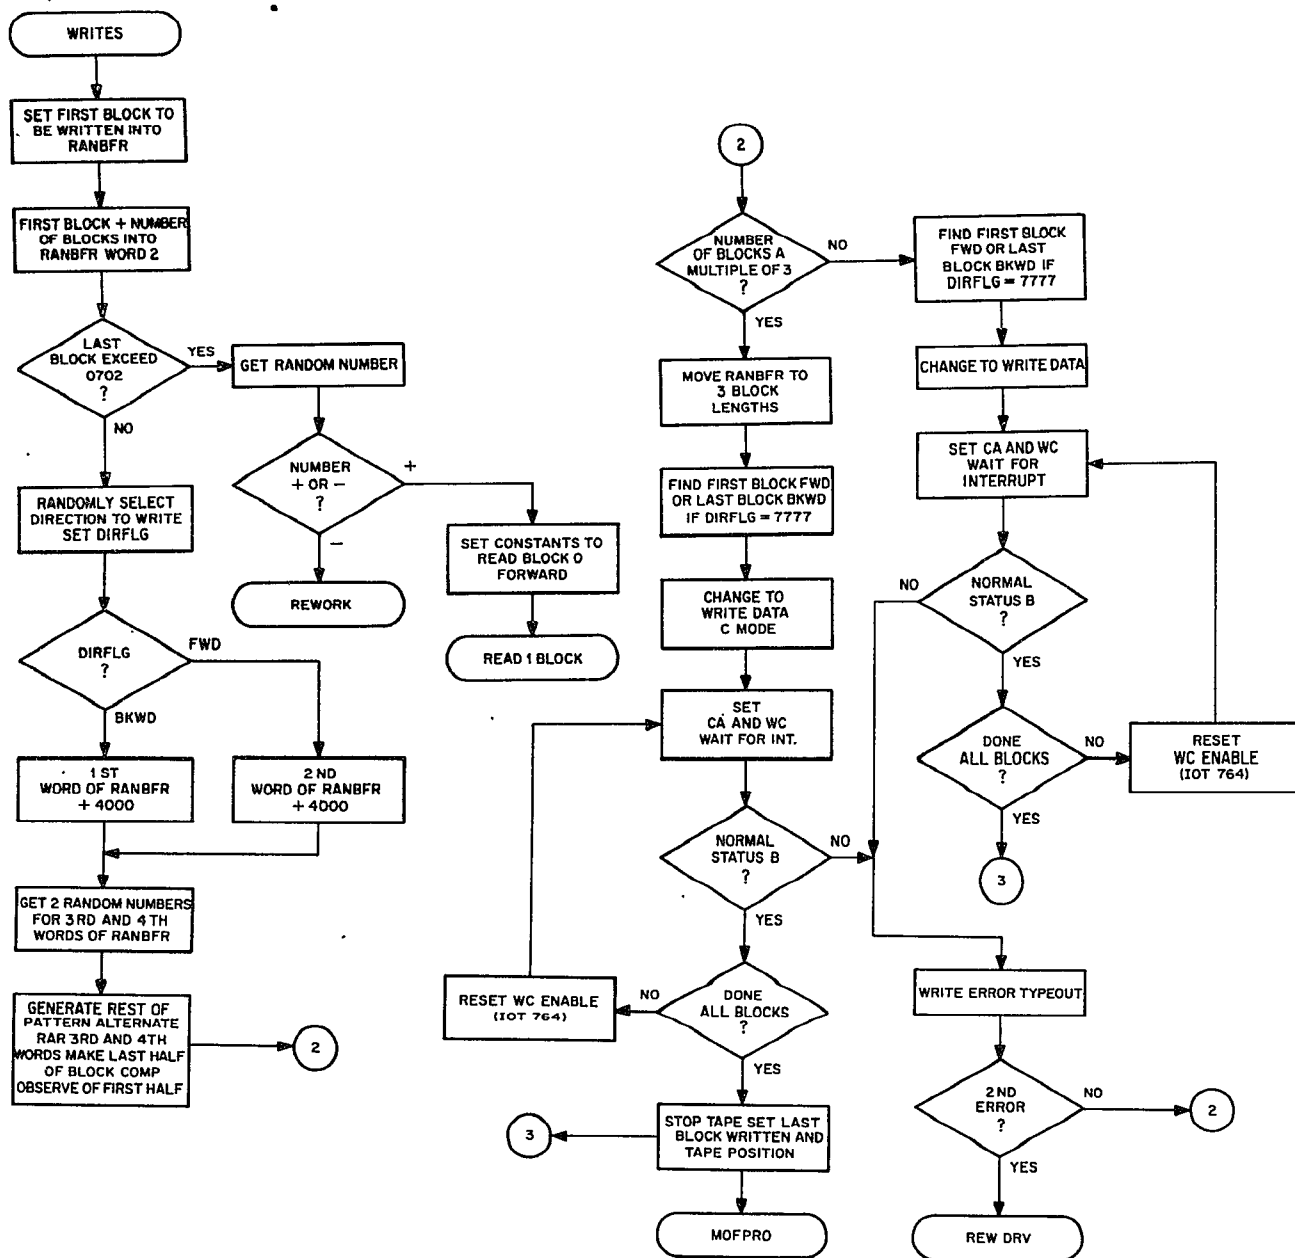 WRITES
SET FIRST BLOCK TO
BE WRITTEN INTO
RANBFR
FIRST BLOCK + NUMBER
OF BLOCKS INTO
RANBFR WORD 2
LAST
BLOCK EXCEED
0702
?
YES
NO
GET RANDOM NUMBER
NUMBER
+ OR -
?
+
-
REWORK
SET CONSTANTS TO
READ BLOCK 0
FORWARD
READ 1 BLOCK
RANDOMLY SELECT
DIRECTION TO WRITE
SET DIRFLG
DIRFLG
?
FWD
BKWD
1 ST
WORD OF RANBFR
+ 4000
2 ND
WORD OF RANBFR
+ 4000
GET 2 RANDOM NUMBERS
FOR 3RD AND 4TH
WORDS OF RANBFR
GENERATE REST OF
PATTERN ALTERNATE
RAR 3RD AND 4TH
WORDS MAKE LAST HALF
OF BLOCK COMP
OBSERVE OF FIRST HALF
2
2
NUMBER
OF BLOCKS A
MULTIPLE OF 3
?
NO
YES
MOVE RANBFR TO
3 BLOCK
LENGTHS
FIND FIRST BLOCK FWD
OR LAST BLOCK BKWD
IF DIRFLG = 7777
CHANGE TO
WRITE DATA
C MODE
SET
CA AND WC
WAIT FOR INT.
NORMAL
STATUS B
?
NO
YES
DONE
ALL BLOCKS
?
NO
YES
RESET WC ENABLE
(IOT 764)
STOP TAPE SET LAST
BLOCK WRITTEN AND
TAPE POSITION
3
MOFPRO
FIND FIRST BLOCK
FWD OR LAST
BLOCK BKWD IF
DIRFLG = 7777
CHANGE TO WRITE DATA
SET CA AND WC
WAIT FOR
INTERRUPT
NORMAL
STATUS B
?
NO
YES
DONE
ALL BLOCKS
?
NO
YES
RESET
WC ENABLE
(IOT 764)
3
WRITE ERROR TYPEOUT
2 ND
ERROR
?
NO
2
YES
REW DRV